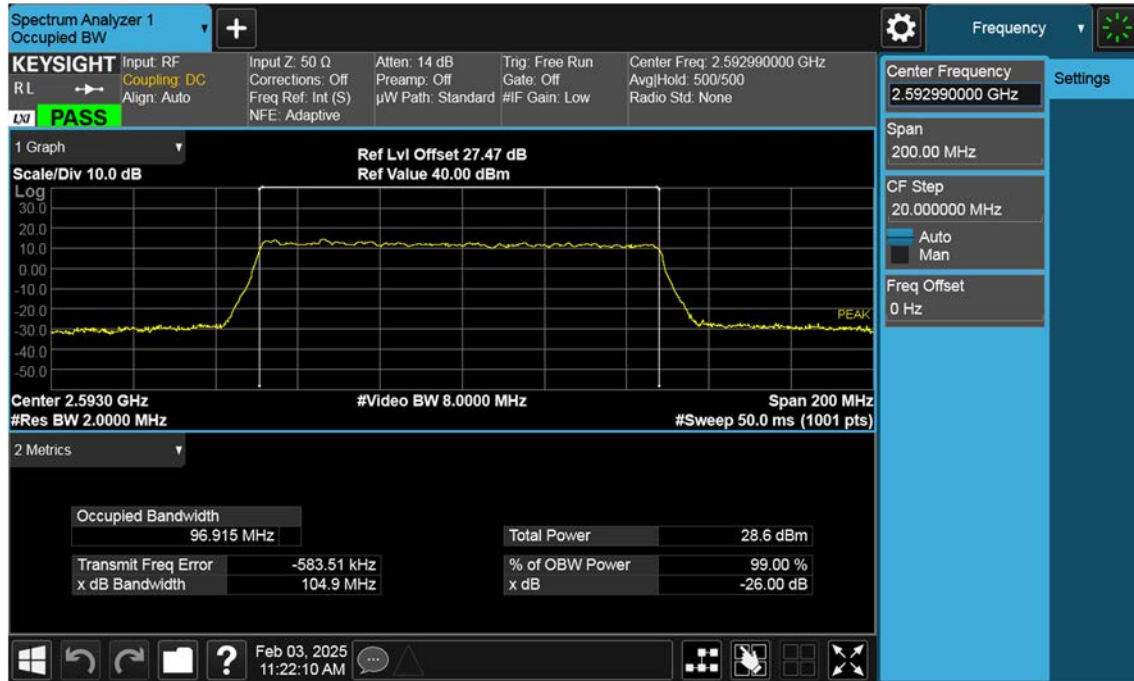 Spectrum Analyzer 1
Occupied BW
+
Frequency
KEYSIGHT
R L
LXI PASS
Input: RF
Coupling: DC
Align: Auto
Input Z: 50 Ω
Corrections: Off
Freq Ref: Int (S)
NFE: Adaptive
Atten: 14 dB
Preamp: Off
µW Path: Standard
Trig: Free Run
Gate: Off
#IF Gain: Low
Center Freq: 2.592990000 GHz
Avg|Hold: 500/500
Radio Std: None
Center Frequency
2.592990000 GHz
Settings
Span
200.00 MHz
CF Step
20.000000 MHz
Auto
Man
Freq Offset
0 Hz
1 Graph
Scale/Div 10.0 dB
Ref Lvl Offset 27.47 dB
Ref Value 40.00 dBm
Log
30.0
20.0
10.0
0.00
-10.0
-20.0
-30.0
-40.0
-50.0
PEAK
Center 2.5930 GHz
#Video BW 8.0000 MHz
Span 200 MHz
#Res BW 2.0000 MHz
#Sweep 50.0 ms (1001 pts)
2 Metrics
Occupied Bandwidth
96.915 MHz
Total Power 28.6 dBm
Transmit Freq Error -583.51 kHz
% of OBW Power 99.00 %
x dB Bandwidth 104.9 MHz
x dB -26.00 dB
?
Feb 03, 2025
11:22:10 AM